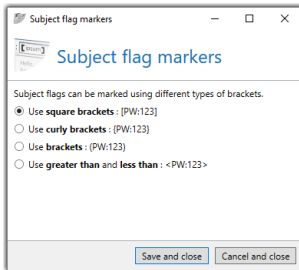 Subject flag markers
Subject flag markers
Subject flags can be marked using different types of brackets.
Use square brackets : [PW:123]
Use curly brackets : {PW:123}
Use brackets : (PW:123)
Use greater than and less than : <PW:123>
Save and close Cancel and close